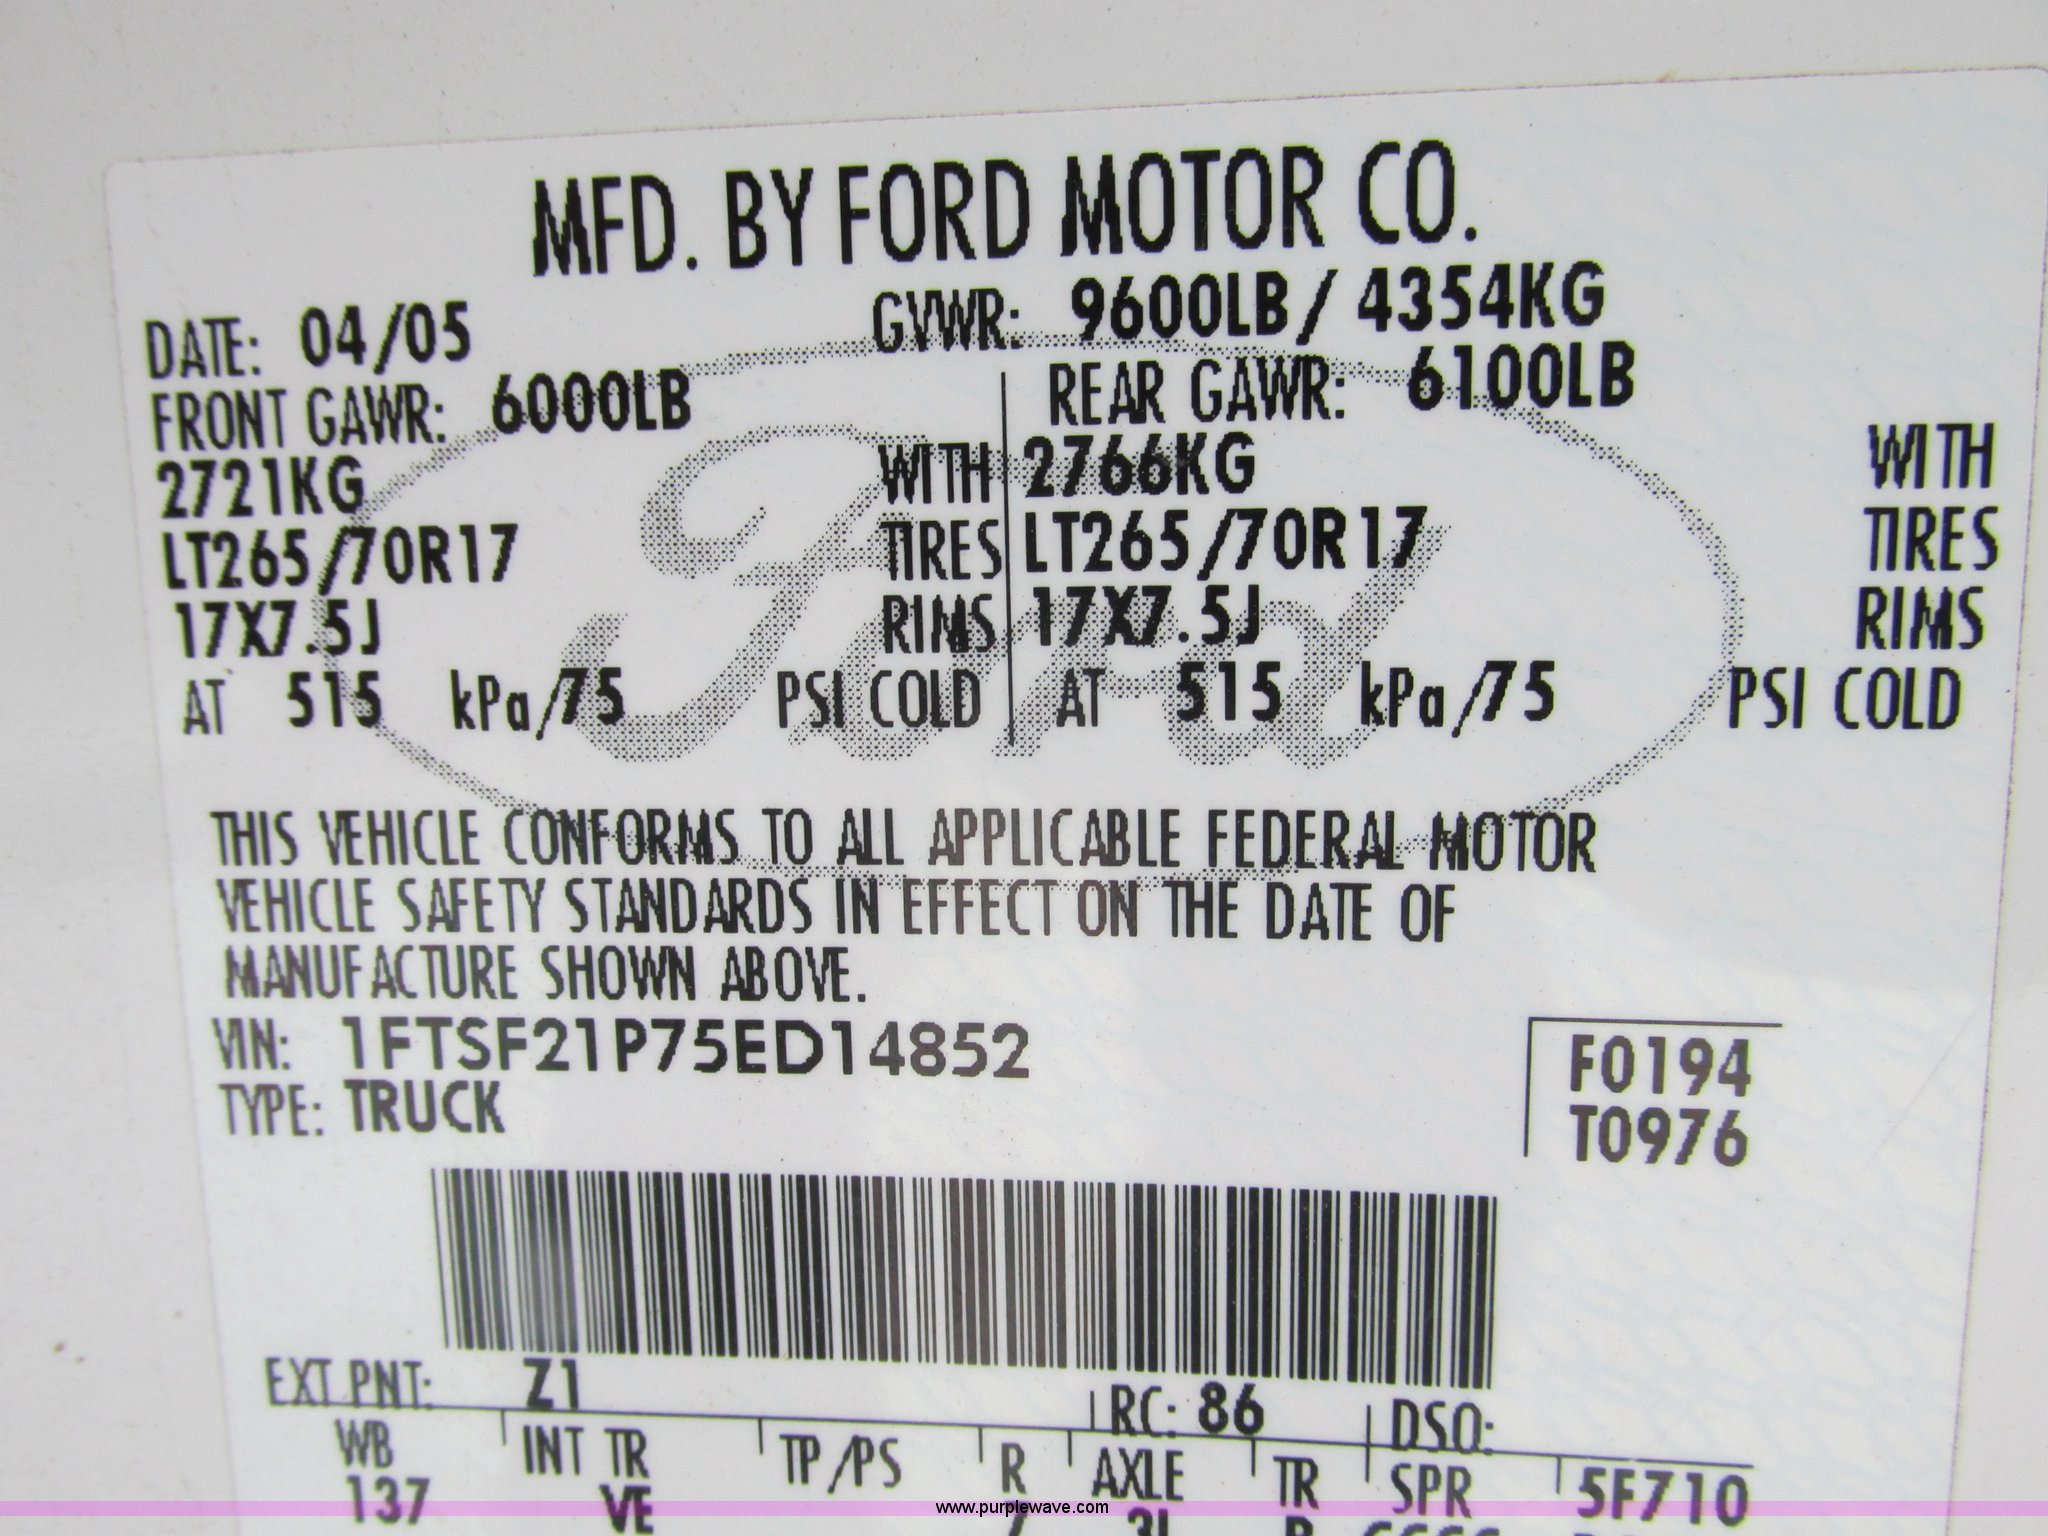 MFD. BY FORD MOTOR CO.
DATE: 04/05 GVWR: 9600LB/ 4354KG
FRONT GAWR: 6000LB REAR GAWR: 6100LB
2721KG WITH 2766KG WITH
LT265/70R17 TIRES LT265/70R17 TIRES
17X7.5J RIMS 17X7.5J RIMS
AT 515 kPa/75 PSI COLD AT 515 kPa/75 PSI COLD
Ford
THIS VEHICLE CONFORMS TO ALL APPLICABLE FEDERAL MOTOR
VEHICLE SAFETY STANDARDS IN EFFECT ON THE DATE OF
MANUFACTURE SHOWN ABOVE.
VIN: 1FTSF21P75ED14852
TYPE: TRUCK
F0194
T0976
EXT PNT: Z1 RC: 86 DSO:
WB INT TR TP/PS R AXLE TR SPR 5F710
137 VE
www.purplewave.com